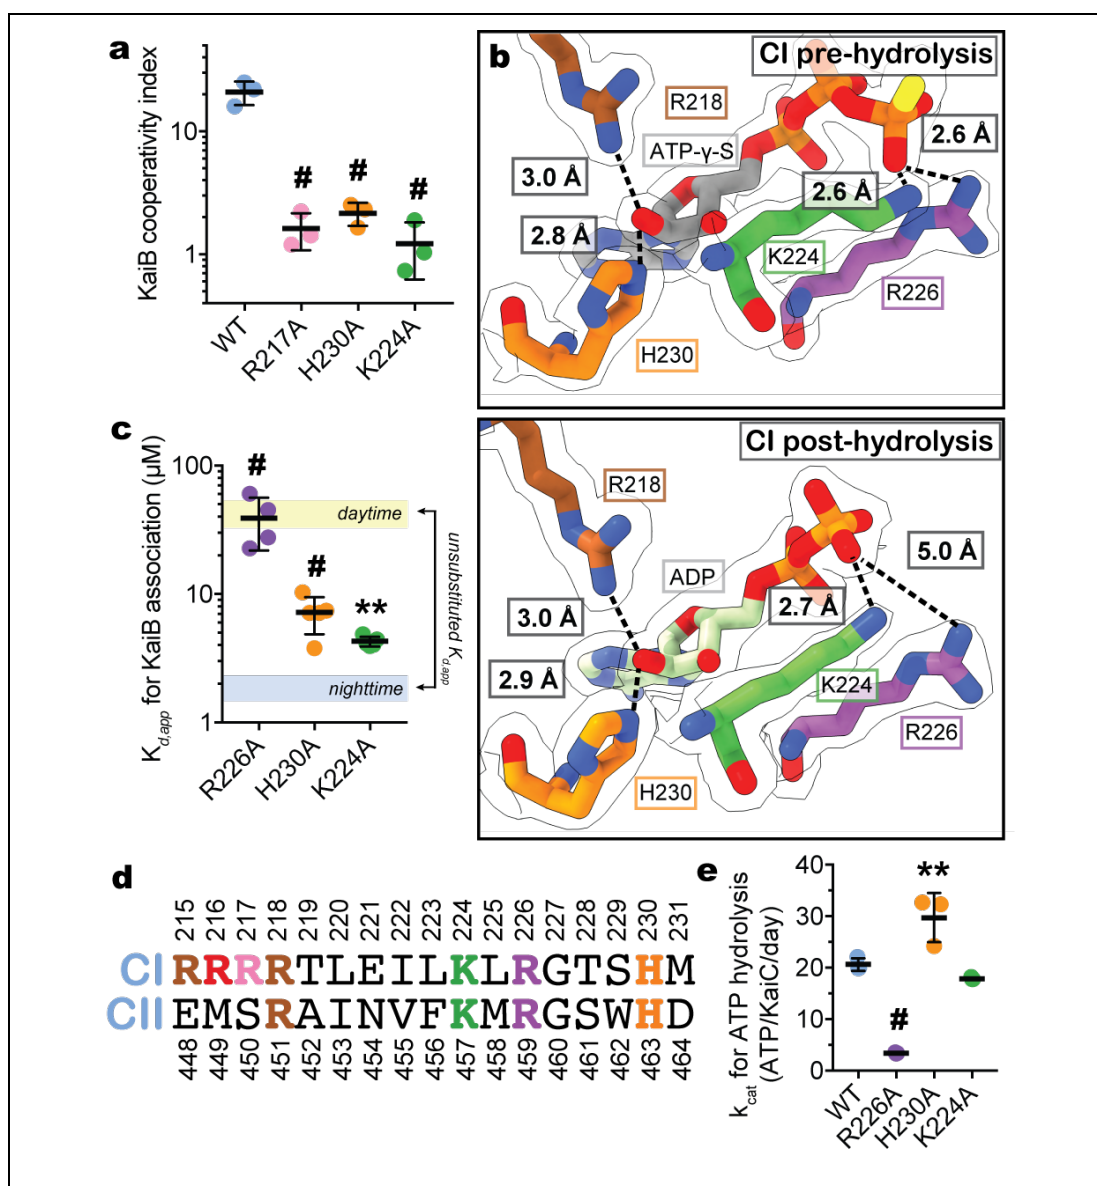 a
KaiB cooperativity index
10
1
#
#
#
WT
R217A
H230A
K224A
b
CI pre-hydrolysis
R218
ATP-γ-S
2.6 Å
3.0 Å
2.6 Å
2.8 Å
K224
R226
H230
CI post-hydrolysis
R218
ADP
5.0 Å
2.7 Å
3.0 Å
2.9 Å
K224
R226
H230
c
K d,app for KaiB association (µM)
100
10
1
#
#
**
daytime
nighttime
unsubstituted K d,app
R226A
H230A
K224A
d
215 216 217 218 219 220 221 222 223 224 225 226 227 228 229 230 231
CI RRRRTLEILKLRGTSHM
CII EMSRAINVFKMRGSWHD
448 449 450 451 452 453 454 455 456 457 458 459 460 461 462 463 464
e
k cat for ATP hydrolysis
(ATP/KaiC/day)
40
30
20
10
0
#
**
WT
R226A
H230A
K224A